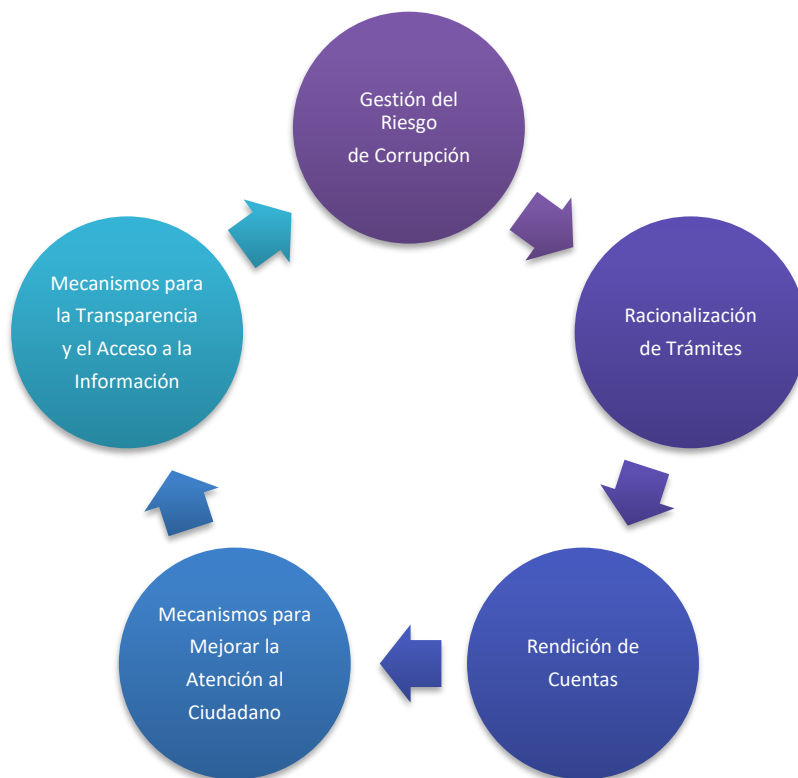 Gestión del
Riesgo
de Corrupción
Racionalización
de Trámites
Rendición de
Cuentas
Mecanismos para
Mejorar la
Atención al
Ciudadano
Mecanismos para
la Transparencia
y el Acceso a la
Información